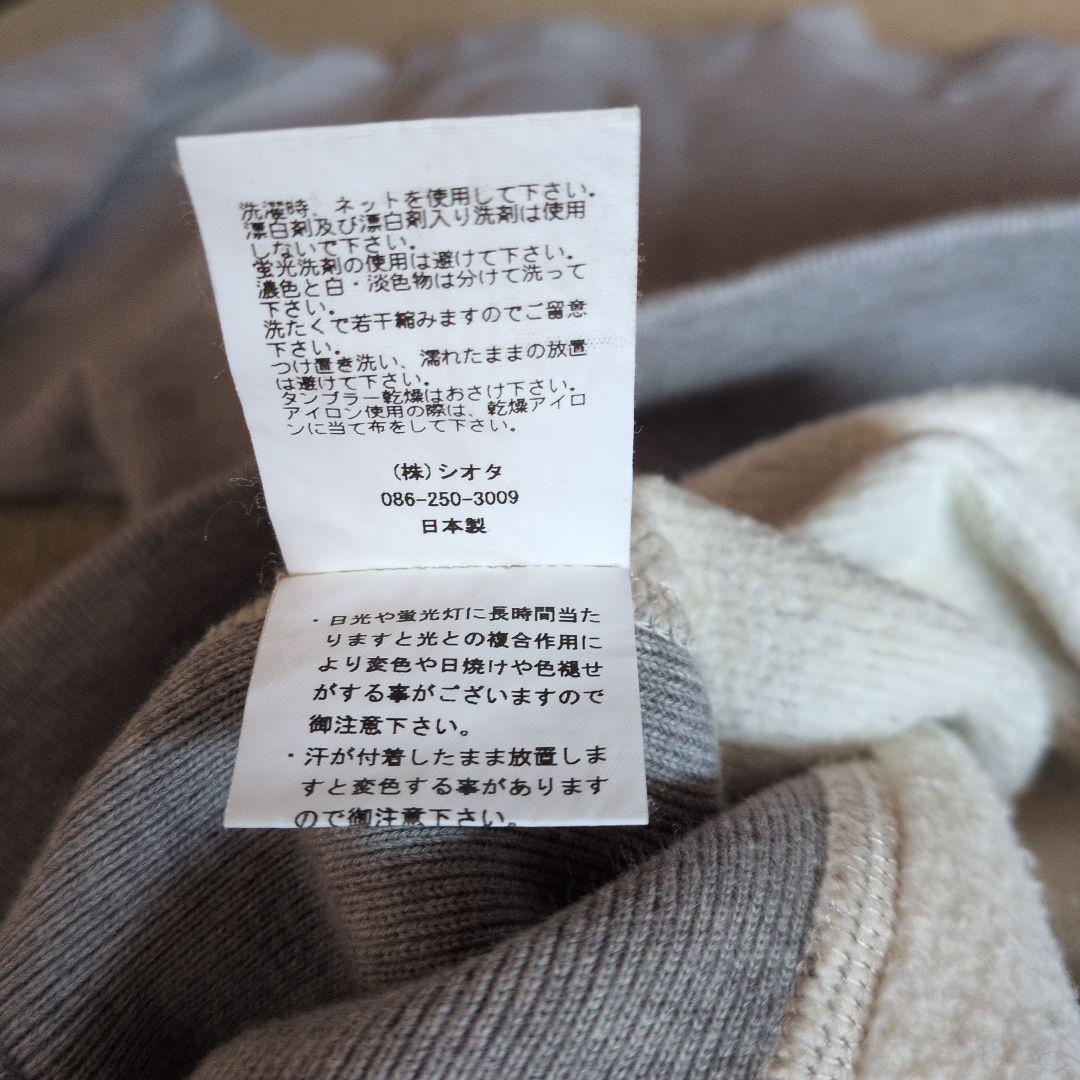 洗濯時、ネットを使用して下さい。
漂白剤及び漂白剤入り洗剤は使用
しないで下さい。
蛍光洗剤の使用は避けて下さい。
濃色と白・淡色物は分けて洗って
下さい。
洗たくで若干縮みますのでご留意
下さい。
つけ置き洗い、濡れたままの放置
は避けて下さい。
タンブラー乾燥はおさけ下さい。
アイロン使用の際は、乾燥アイロ
ンに当て布をして下さい。
(株)シオタ
086-250-3009
日本製
・日光や蛍光灯に長時間当た
りますと光との複合作用に
より変色や日焼けや色褪せ
がする事がございますので
御注意下さい。
・汗が付着したまま放置しま
すと変色する事があります
ので御注意下さい。